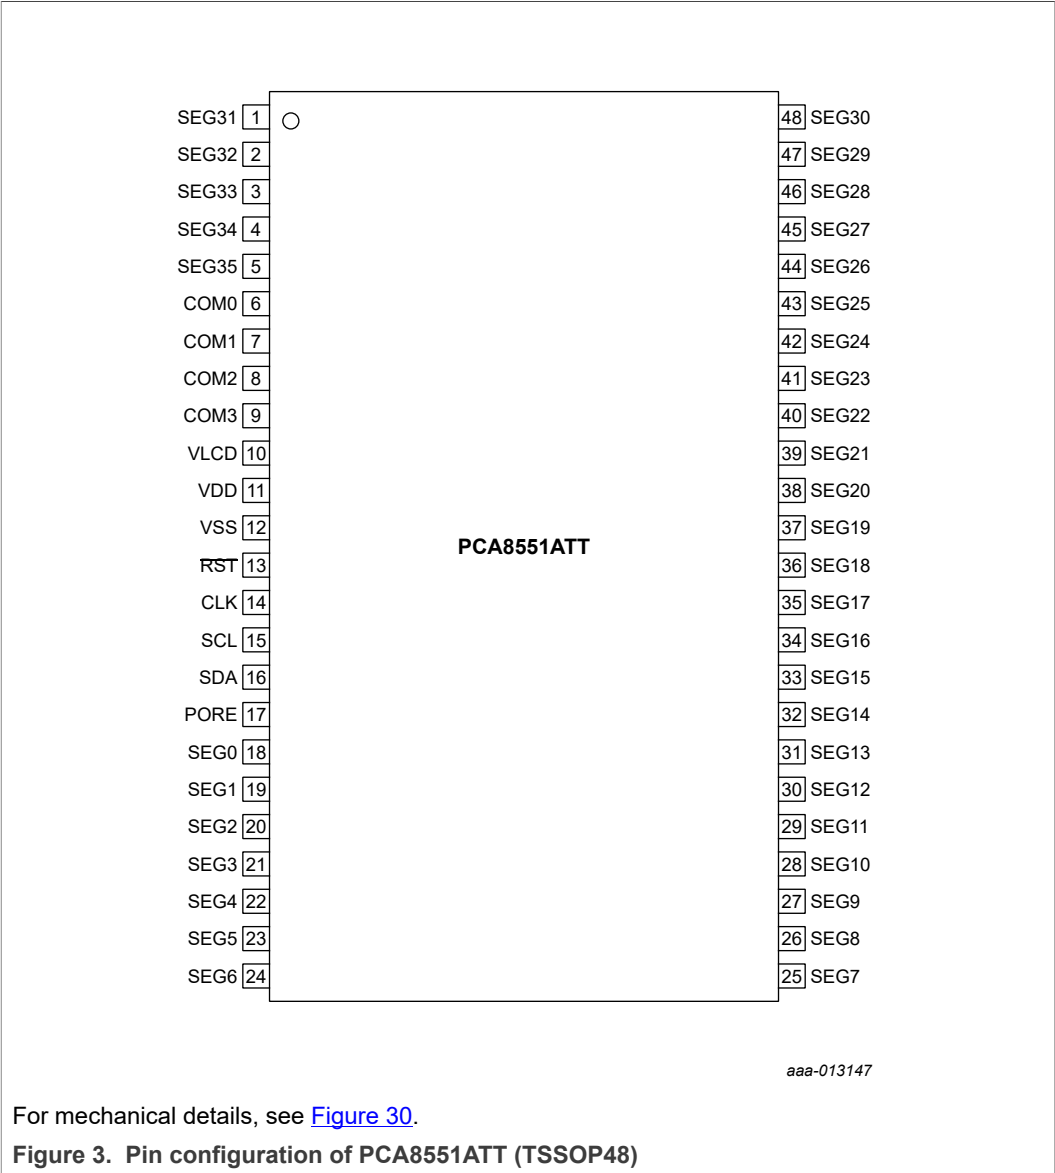 SEG31 1 48 SEG30
SEG32 2 47 SEG29
SEG33 3 46 SEG28
SEG34 4 45 SEG27
SEG35 5 44 SEG26
COM0 6 43 SEG25
COM1 7 42 SEG24
COM2 8 41 SEG23
COM3 9 40 SEG22
VLCD 10 39 SEG21
VDD 11 38 SEG20
VSS 12 37 SEG19
PCA8551ATT
RST 13 36 SEG18
CLK 14 35 SEG17
SCL 15 34 SEG16
SDA 16 33 SEG15
PORE 17 32 SEG14
SEG0 18 31 SEG13
SEG1 19 30 SEG12
SEG2 20 29 SEG11
SEG3 21 28 SEG10
SEG4 22 27 SEG9
SEG5 23 26 SEG8
SEG6 24 25 SEG7
aaa-013147
For mechanical details, see Figure 30.
Figure 3. Pin configuration of PCA8551ATT (TSSOP48)